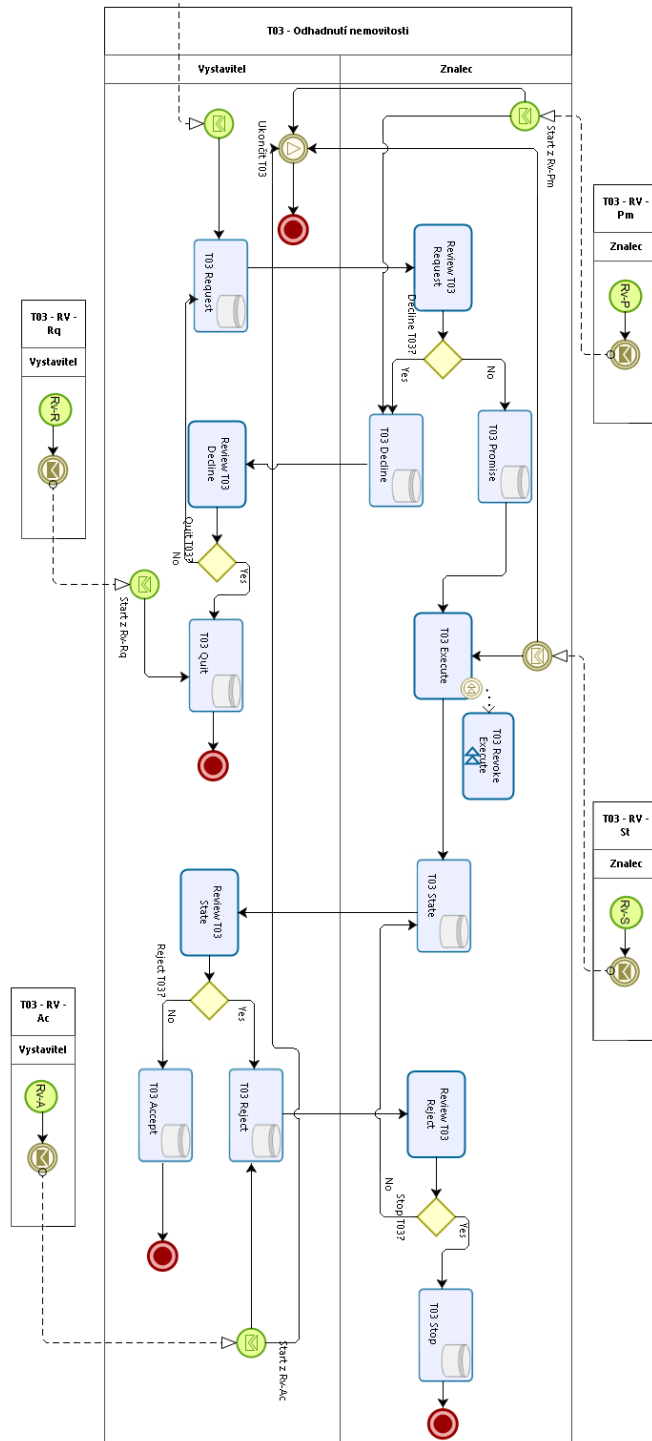 T03 - Odhadnutí nemovitosti
Vystavitel
Znalec
Start z Rv-Pm
Ukončit T03
T03 - RV -
Pm
Znalec
Rv-P
T03 Request
Review T03
Request
Decline T03?
Yes
No
T03 - RV -
Rq
Vystavitel
Rv-R
Start z Rv-Rq
Review T03
Decline
T03 Decline
T03 Promise
Quit T03?
No
Yes
T03 Quit
T03 Execute
T03 Revoke
Execute
T03 - RV -
St
Znalec
Rv-S
Review T03
State
T03 State
Reject T03?
No
Yes
T03 - RV -
Ac
Vystavitel
Rv-A
T03 Accept
T03 Reject
Review T03
Reject
Stop T03?
No
Yes
T03 Stop
Start z Rv-Ac